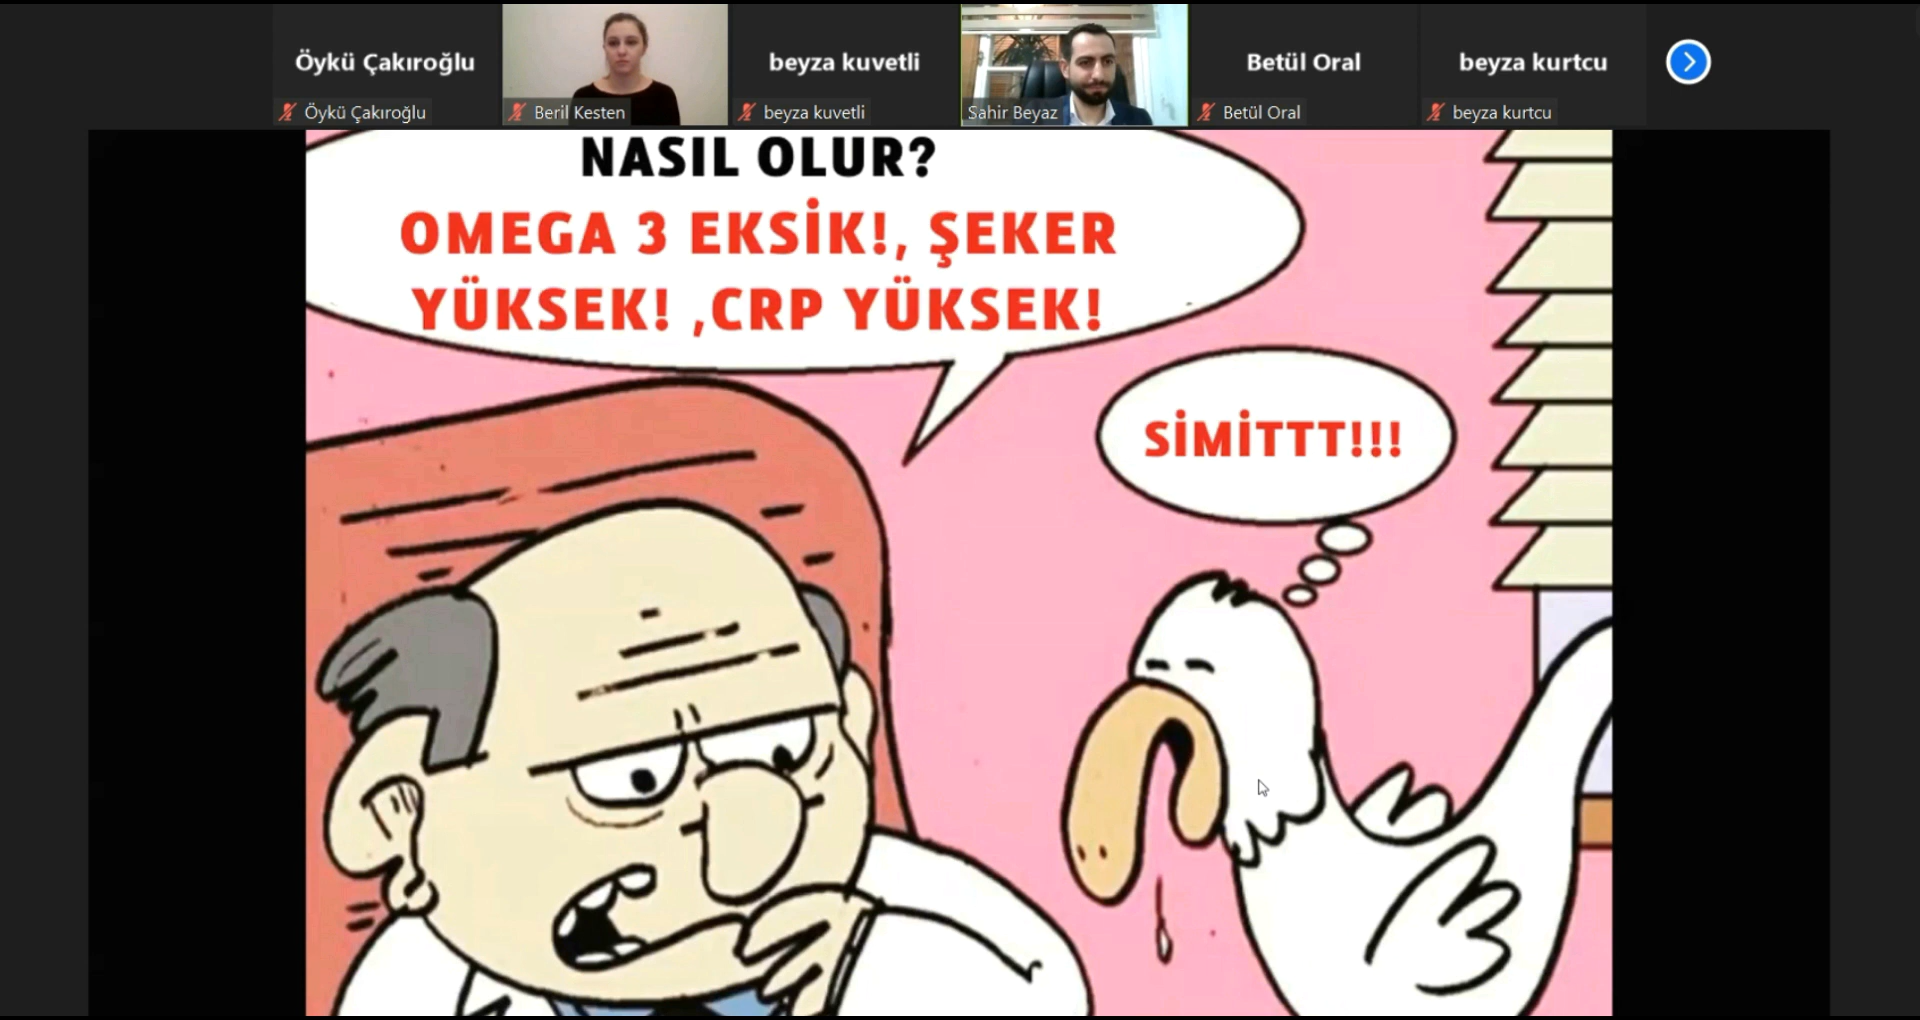 Öykü Çakıroğlu
beyza kuvetli
Betül Oral
beyza kurtcu
Öykü Çakıroğlu
Beril Kesten
beyza kuvetli
Sahir Beyaz
Betül Oral
beyza kurtcu
NASIL OLUR?
OMEGA 3 EKSİK!, ŞEKER
YÜKSEK! ,CRP YÜKSEK!
SİMİTTT!!!